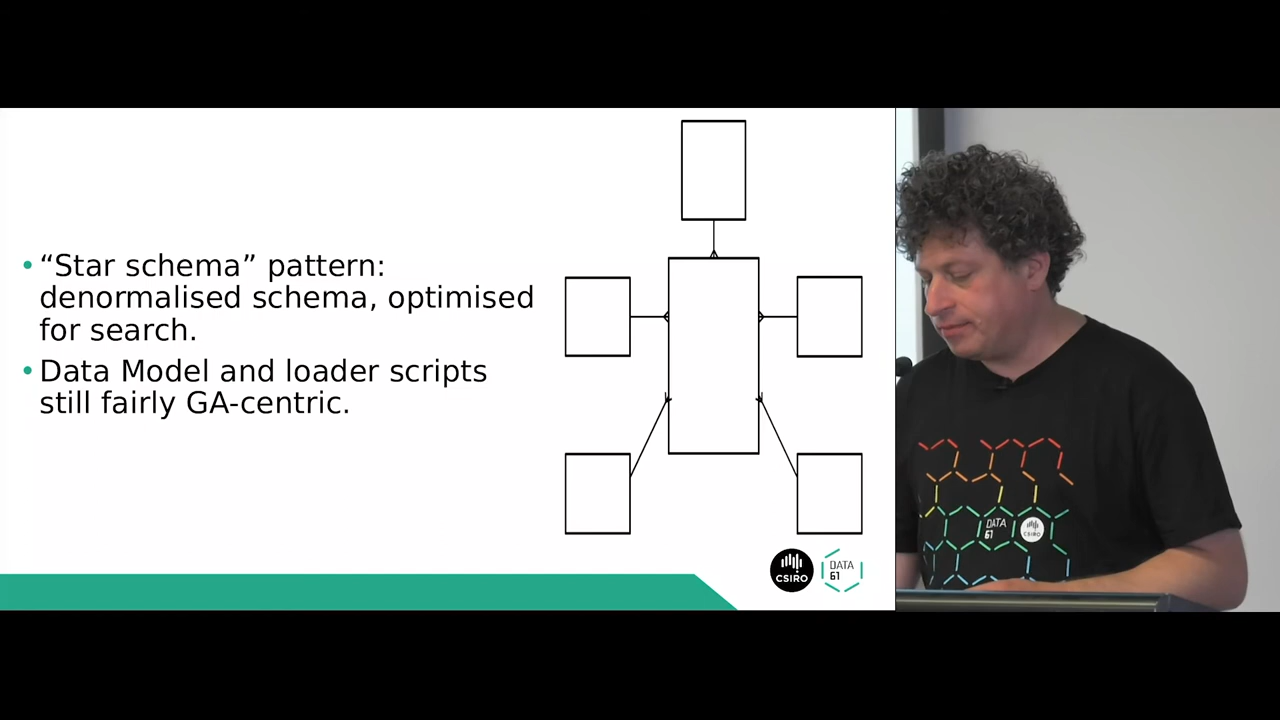 “Star schema” pattern:
denormalised schema, optimised
for search.
Data Model and loader scripts
still fairly GA-centric.
CSIRO
DATA
61
DATA
61
CSIRO